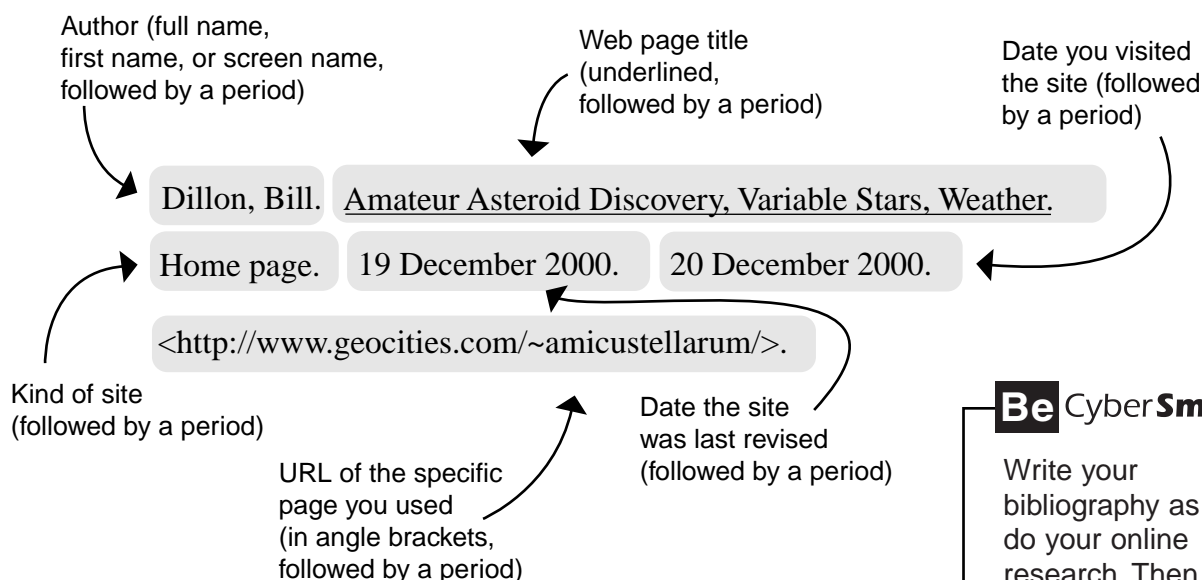 Author (full name,
first name, or screen name,
followed by a period)
Web page title
(underlined,
followed by a period)
Date you visited
the site (followed
by a period)
Dillon, Bill. Amateur Asteroid Discovery, Variable Stars, Weather.
Home page. 19 December 2000. 20 December 2000.
<http://www.geocities.com/~amicustellarum/>.
Kind of site
(followed by a period)
URL of the specific
page you used
(in angle brackets,
followed by a period)
Date the site
was last revised
(followed by a period)
Be CyberSm
Write your
bibliography as
do your online
research. Then